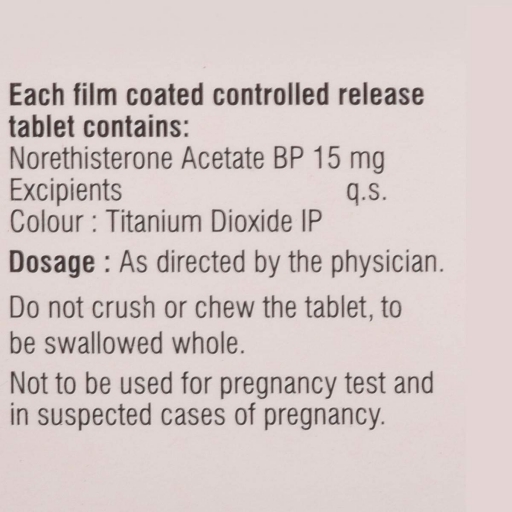 Each film coated controlled release
tablet contains:
Norethisterone Acetate BP 15 mg
Excipients q.s.
Colour : Titanium Dioxide IP
Dosage : As directed by the physician.
Do not crush or chew the tablet, to
be swallowed whole.
Not to be used for pregnancy test and
in suspected cases of pregnancy.